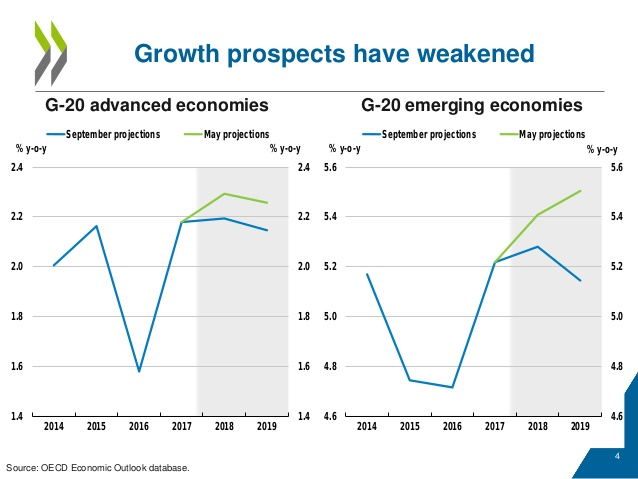 Growth prospects have weakened
G-20 advanced economies
September projections May projections
% y-o-y % y-o-y
2.4 2.4
2.2 2.2
2.0 2.0
1.8 1.8
1.6 1.6
1.4 1.4
2014 2015 2016 2017 2018 2019
G-20 emerging economies
September projections May projections
% y-o-y % y-o-y
5.6 5.6
5.4 5.4
5.2 5.2
5.0 5.0
4.8 4.8
4.6 4.6
2014 2015 2016 2017 2018 2019
4
Source: OECD Economic Outlook database.